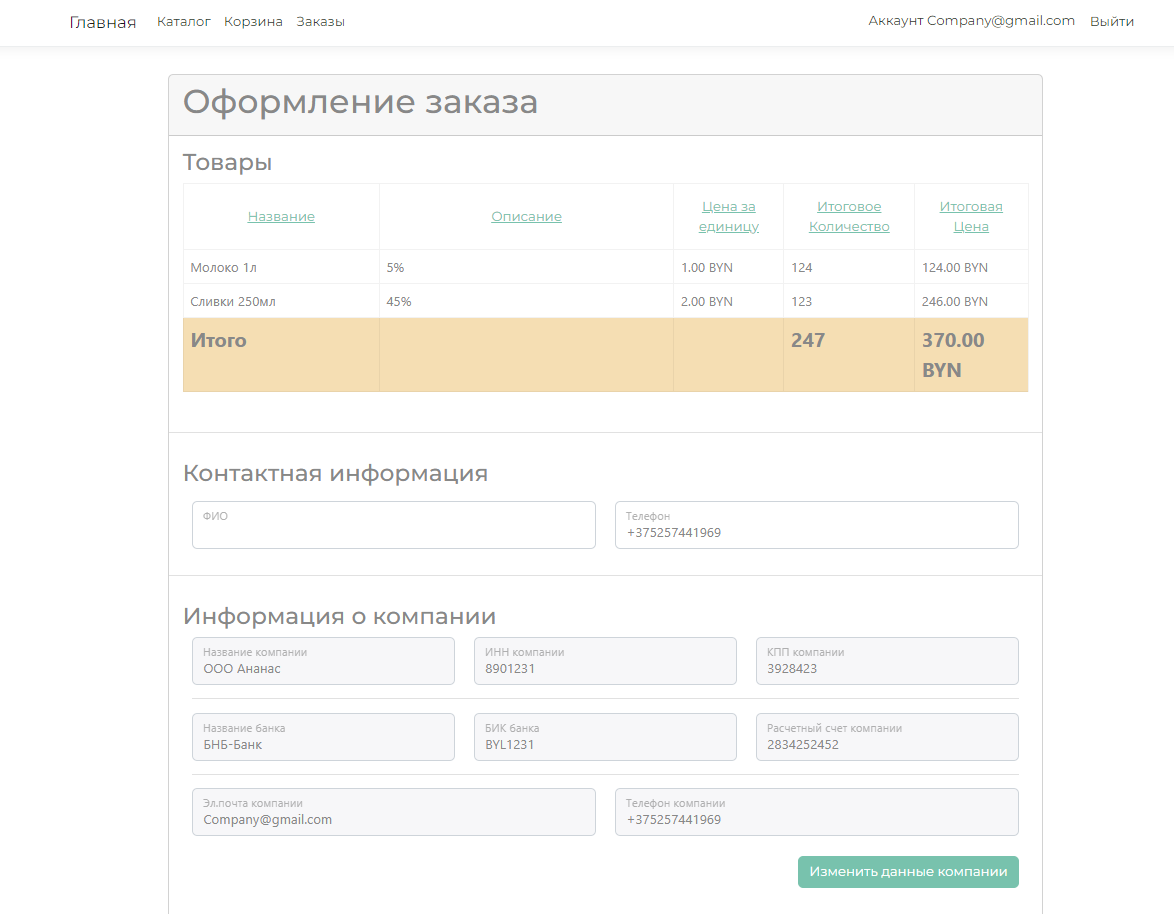 Главная Каталог Корзина Заказы Аккаунт Company@gmail.com Выйти
Оформление заказа
Товары
Название Описание Цена за единицу Итоговое Количество Итоговая Цена
Молоко 1л 5% 1.00 BYN 124 124.00 BYN
Сливки 250мл 45% 2.00 BYN 123 246.00 BYN
Итого 247 370.00 BYN
Контактная информация
ФИО Телефон
+375257441969
Информация о компании
Название компании ИНН компании КПП компании
ООО Ананас 8901231 3928423
Название банка БИК банка Расчетный счет компании
БНБ-Банк BYL1231 2834252452
Эл.почта компании Телефон компании
Company@gmail.com +375257441969
Изменить данные компании